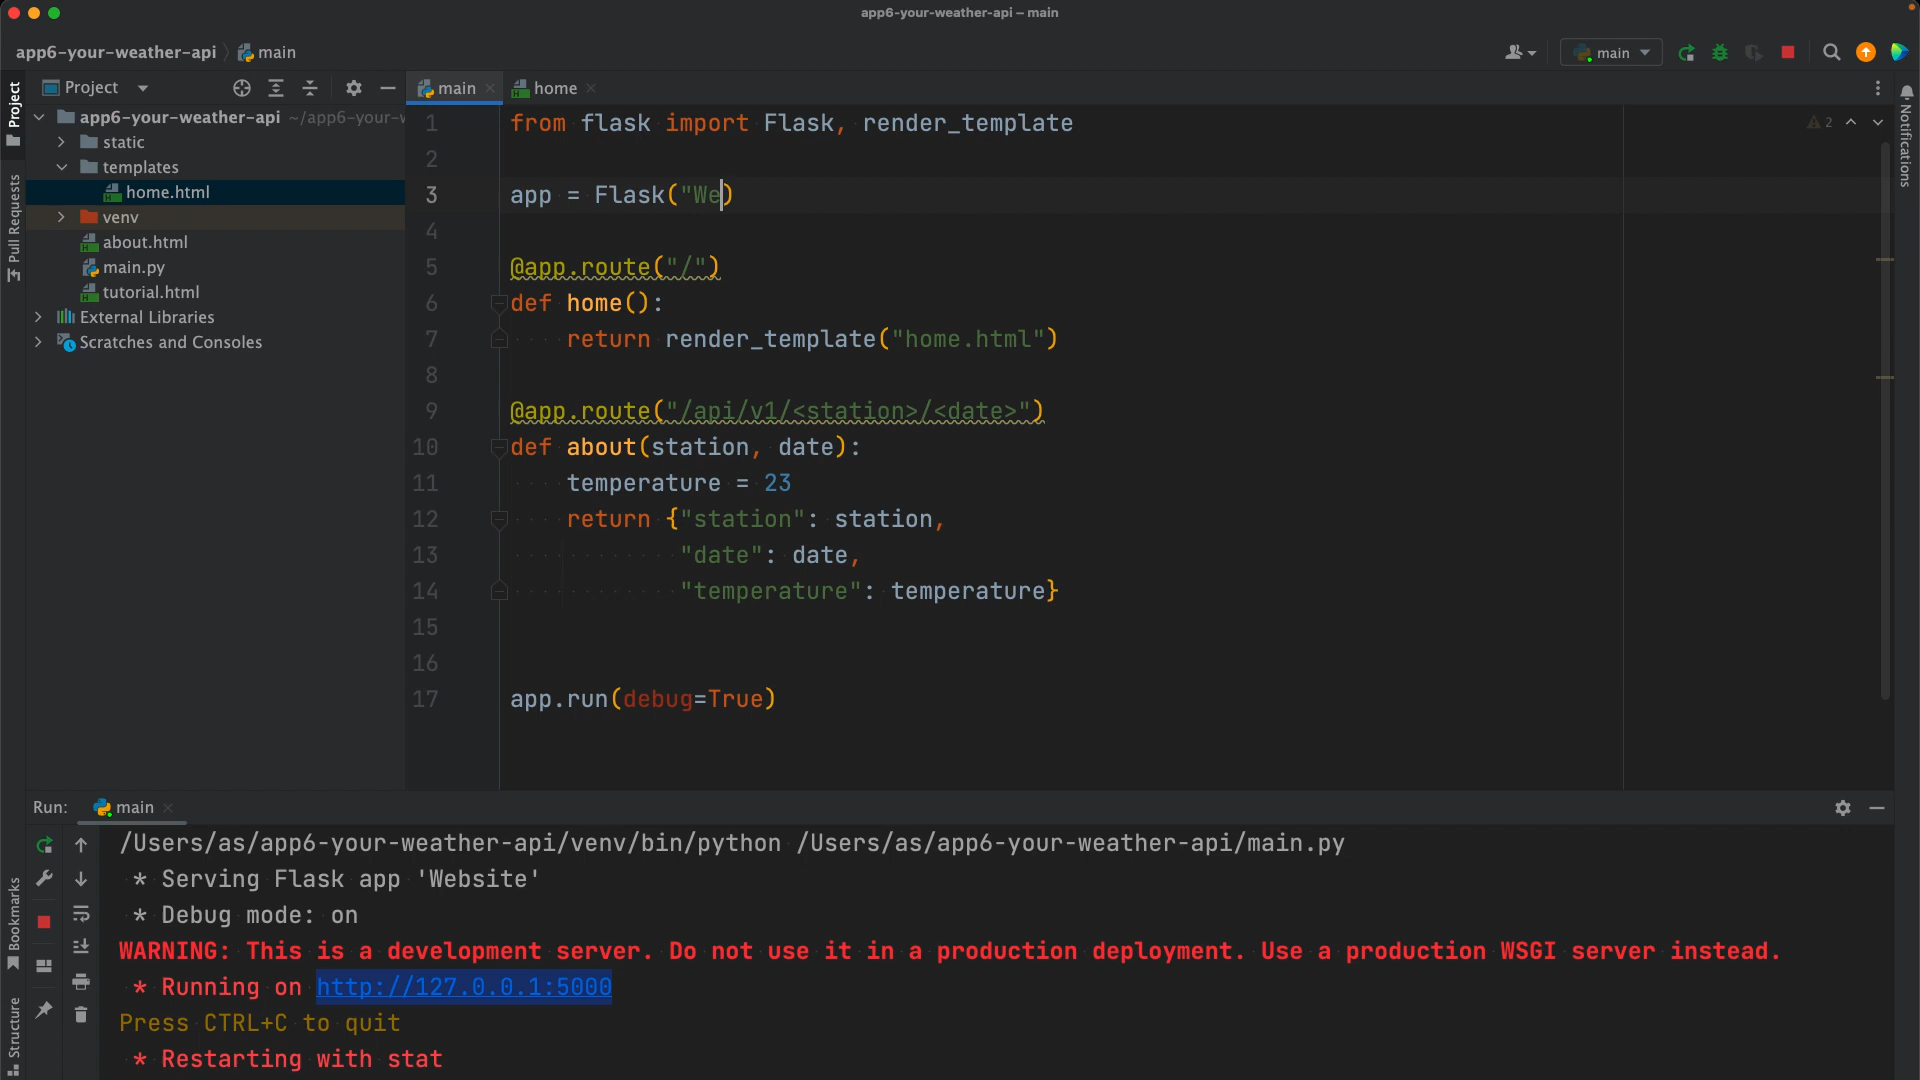 app6-your-weather-api – main
app6-your-weather-api main
main
Project
main
home
Project
app6-your-weather-api ~/app6-your-w
static
templates
home.html
venv
about.html
main.py
tutorial.html
External Libraries
Scratches and Consoles
Pull Requests
Bookmarks
Structure
Notifications
2
1 from flask import Flask, render_template
2
3 app = Flask("We)
4
5 @app.route("/")
6 def home():
7 return render_template("home.html")
8
9 @app.route("/api/v1/<station>/<date>")
10 def about(station, date):
11 temperature = 23
12 return {"station": station,
13 "date": date,
14 "temperature": temperature}
15
16
17 app.run(debug=True)
Run: main
/Users/as/app6-your-weather-api/venv/bin/python /Users/as/app6-your-weather-api/main.py
* Serving Flask app 'Website'
* Debug mode: on
WARNING: This is a development server. Do not use it in a production deployment. Use a production WSGI server instead.
* Running on http://127.0.0.1:5000
Press CTRL+C to quit
* Restarting with stat